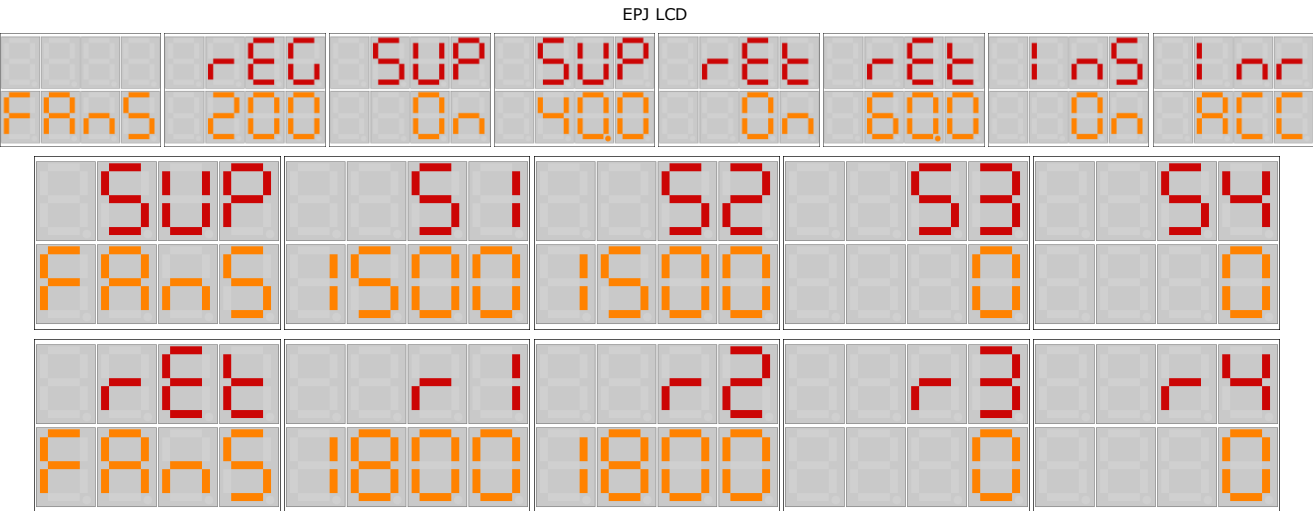 EPJ LCD
rEG SUP SUP rEt rEt InS Inr
FAnS 200 On 40.0 On 60.0 On ACC
SUP S1 S2 S3 S4
FAnS 1500 1500 0 0
rEt r1 r2 r3 r4
FAnS 1800 1800 0 0